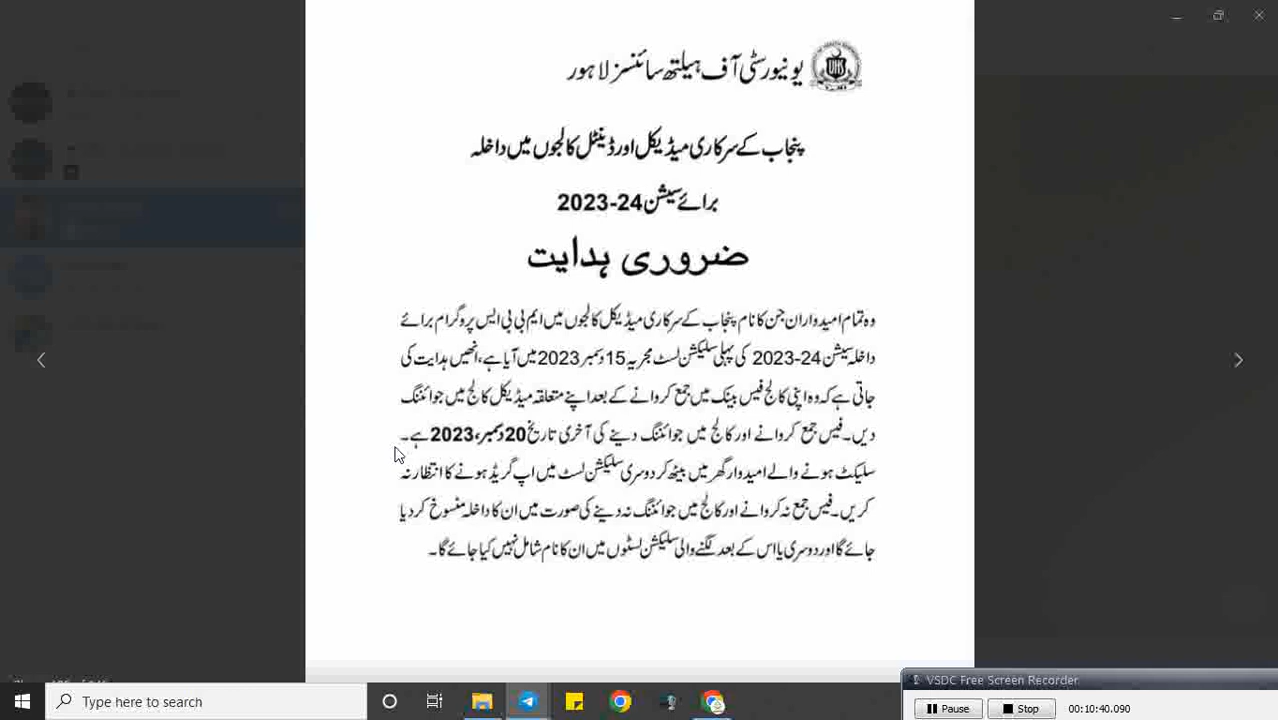 یونیورسٹی آف ہیلتھ سائنسز لاہور
UHS
پنجاب کے سرکاری میڈیکل اور ڈینٹل کالجوں میں داخلہ
برائے سیشن 24-2023
ضروری ہدایت
وہ تمام امیدواران جن کا نام پنجاب کے سرکاری میڈیکل کالجوں میں ایم بی بی ایس پروگرام برائے
داخلہ سیشن 24-2023 کی پہلی سلیکشن لسٹ مجریہ 15 دسمبر 2023 میں آیا ہے، انھیں ہدایت کی
جاتی ہے کہ وہ اپنی کالج فیس بینک میں جمع کروانے کے بعد اپنے متعلقہ میڈیکل کالج میں جوائننگ
دیں۔ فیس جمع کروانے اور کالج میں جوائننگ دینے کی آخری تاریخ 20 دسمبر، 2023 ہے۔
سلیکٹ ہونے والے امیدوار گھر میں بیٹھ کر دوسری سلیکشن لسٹ میں اپ گریڈ ہونے کا انتظار نہ
کریں۔ فیس جمع نہ کروانے اور کالج میں جوائننگ نہ دینے کی صورت میں ان کا داخلہ منسوخ کر دیا
جائے گا اور دوسری یا اس کے بعد لگنے والی سلیکشن لسٹوں میں ان کا نام شامل نہیں کیا جائے گا۔
VSDC Free Screen Recorder
Type here to search
Pause
Stop
00:10:40.090